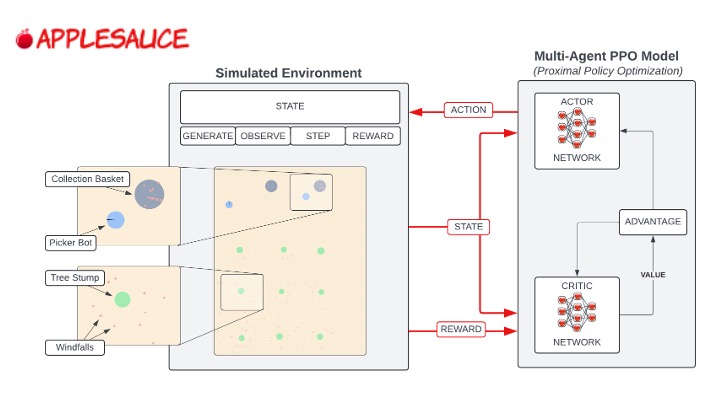 APPLESALICE
Multi-Agent PPO Model
(Proximal Policy Optimization)
Simulated Environment
STATE
GENERATE OBSERVE STEP REWARD
Collection Basket
Picker Bot
Tree Stump
Windfalls
ACTION
STATE
REWARD
ACTOR
NETWORK
ADVANTAGE
VALUE
CRITIC
NETWORK